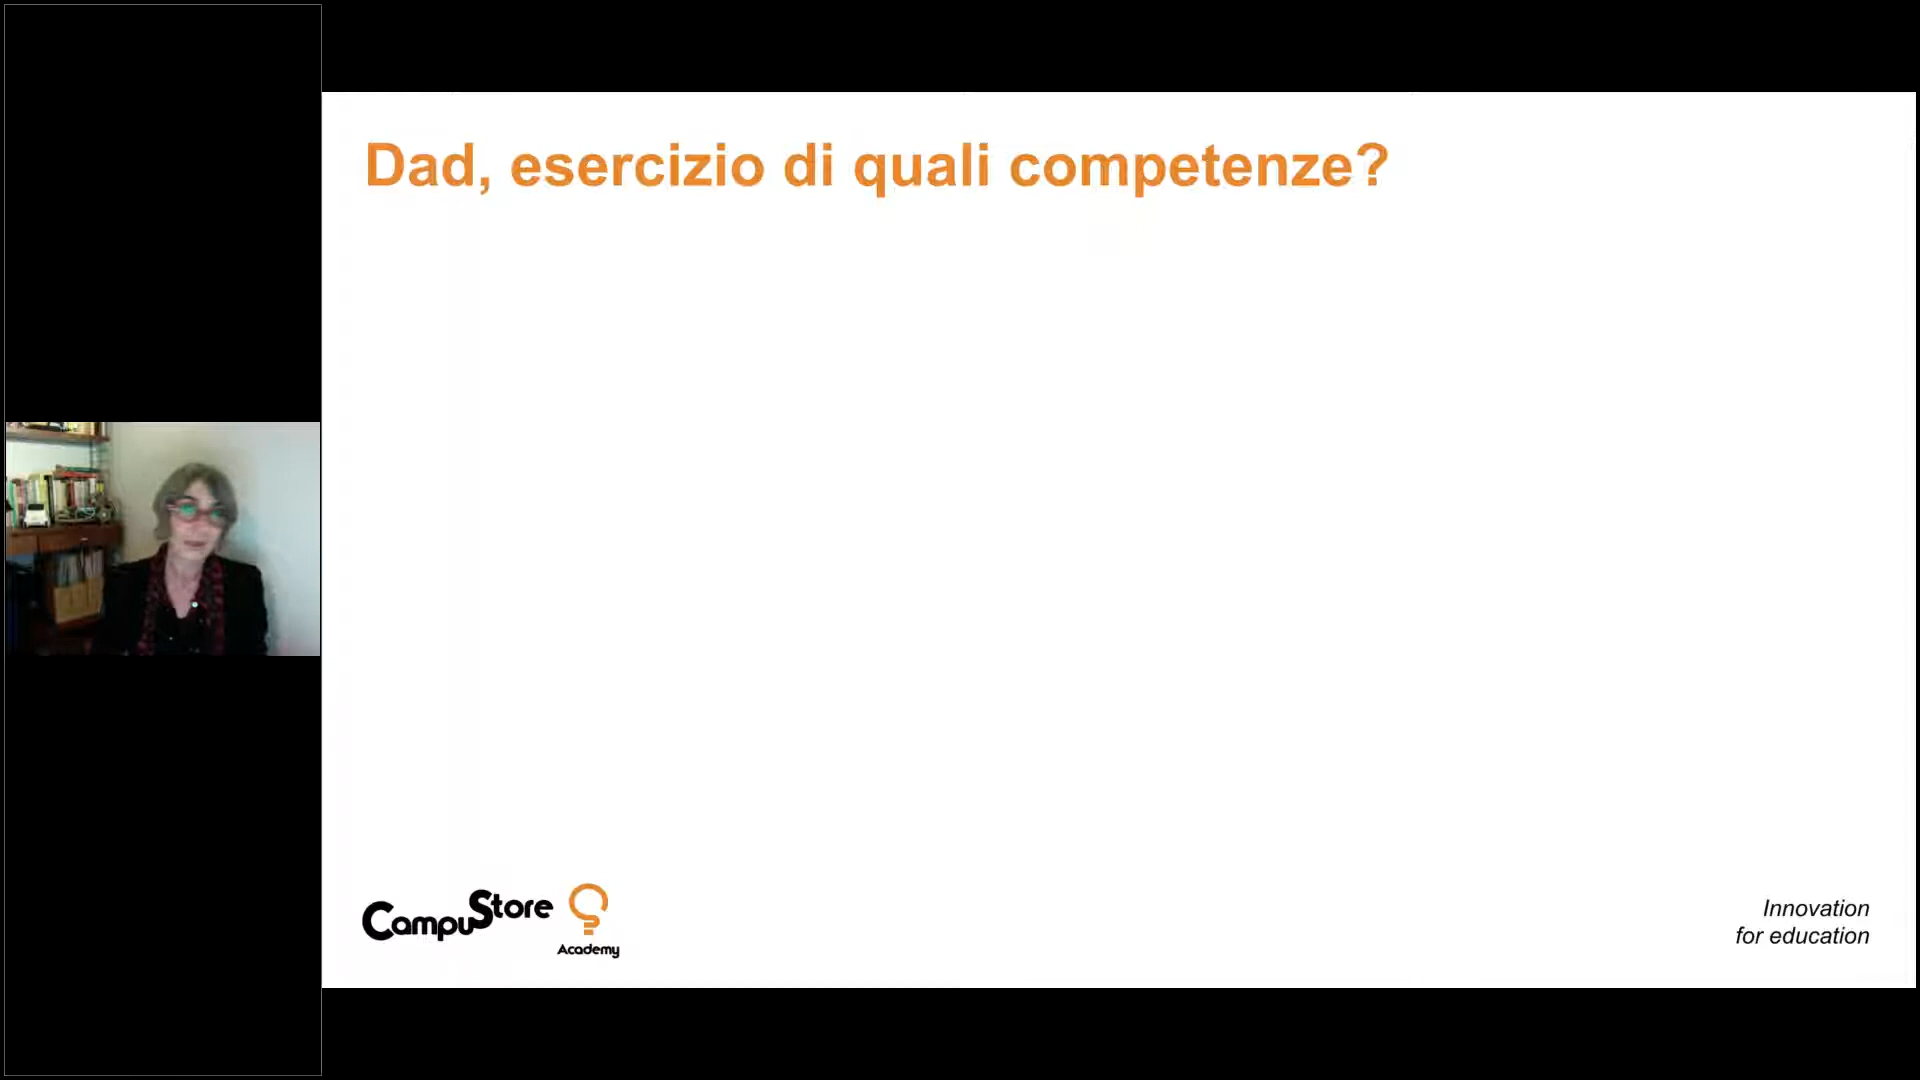 Dad, esercizio di quali competenze?
CampuStore
Academy
Innovation
for education